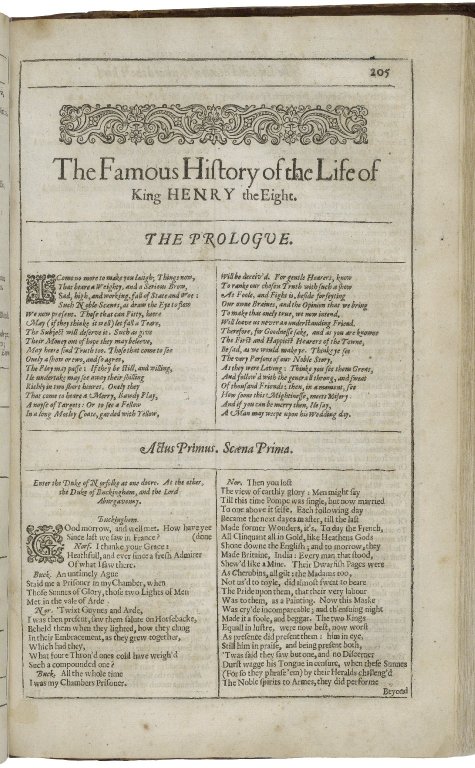 205
The Famous History of the Life of
King HENRY the Eight.
THE PROLOGVE.
I Come no more to make you laugh, Things now,
That beare a Weighty, and a Serious Brow,
Sad, high, and working, full of State and Woe:
Such Noble Scœnes, as draw the Eye to flow
We now present. Those that can Pitty, heere
May (if they thinke it well) let fall a Teare,
The Subiect will deserue it. Such as giue
Their Money out of hope they may beleeue,
May heere finde Truth too. Those that come to see
Onely a show or two, and so agree,
The Play may passe: If they be still, and willing,
Ile vndertake may see away their shilling
Richly in two short houres. Onely they
That come to heare a Merry, Bawdy Play,
A noyse of Targets: Or to see a Fellow
In a long Motley Coate, garded with Yellow,
Will be deceyu'd. For gentle Hearers, know
To ranke our chosen Truth with such a show
As Foole, and Fight is, beside forfeyting
Our owne Braines, and the Opinion that we bring
To make that onely true, we now intend,
Will leaue vs neuer an vnderstanding Friend.
Therefore, for Goodnesse sake, and as you are knowne
The First and Happiest Hearers of the Towne,
Be sad, as we would make ye. Thinke ye see
The very Persons of our Noble Story,
As they were Liuing: Thinke you see them Great,
And follow'd with the generall throng, and sweat
Of thousand Friends: Then, in a moment, see
How soone this Mightinesse, meets Misery:
And if you can be merry then, Ile say,
A Man may weepe vpon his Wedding day.
Actus Primus. Scœna Prima.
Enter the Duke of Norfolke at one doore. At the other,
the Duke of Buckingham, and the Lord
Aburgauenny.
Buckingham.
Good morrow, and well met. How haue ye
Since last we saw in France? (done
Norf. I thanke your Grace:
Healthfull, and euer since a fresh Admirer
Of what I saw there.
Buck. An vntimely Ague
Staid me a Prisoner in my Chamber, when
Those Sunnes of Glory, those two Lights of Men
Met in the vale of Arde.
Nor. 'Twixt Guynes and Arde,
I was then present, saw them salute on Horsebacke,
Beheld them when they lighted, how they clung
In their Embracement, as they grew together,
Which had they,
What foure Thron'd ones could haue weigh'd
Such a compounded one?
Buck. All the whole time
I was my Chambers Prisoner.
Nor. Then you lost
The view of earthly glory: Men might say
Till this time Pompe was single, but now married
To one aboue it selfe. Each following day
Became the next dayes master, till the last
Made former Wonders, it's. To day the French,
All Clinquant all in Gold, like Heathen Gods
Shone downe the English; and to morrow, they
Made Britaine, India: Euery man that stood,
Shew'd like a Mine. Their Dwarfish Pages were
As Cherubins, all gilt: the Madams too,
Not vs'd to toyle, did almost sweat to beare
The Pride vpon them, that their very labour
Was to them, as a Painting. Now this Maske
Was cry'de incompareable; and th'ensuing night
Made it a Foole, and Begger. The two Kings
Equall in lustre, were now best, now worst
As presence did present them: him in eye,
Still him in praise, and being present both,
'Twas said they saw but one, and no Discerner
Durst wagge his Tongue in censure, when these Sunnes
(For so they phrase 'em) by their Heralds challeng'd
The Noble Spirits to Armes, they did performe
Beyond